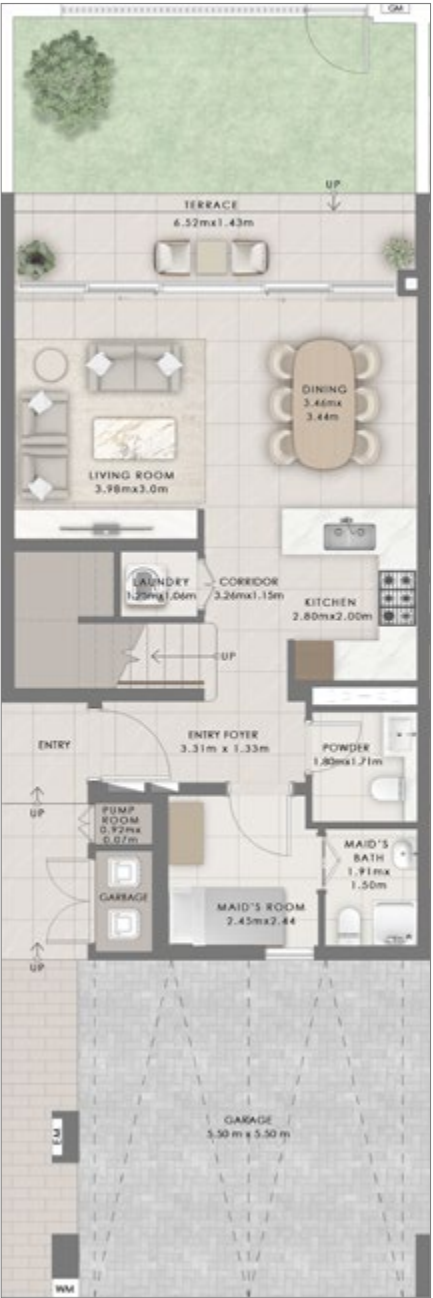 GM
UP
TERRACE
6.52mx1.43m
DINING
3.46mx
3.44m
LIVING ROOM
3.98mx3.0m
LAUNDRY
1.25mx1.06m
CORRIDOR
3.26mx1.15m
KITCHEN
2.80mx2.00m
UP
ENTRY
ENTRY FOYER
3.31m x 1.33m
POWDER
1.80mx1.71m
UP
PUMP
ROOM
0.92mx
0.07m
MAID'S
BATH
1.91mx
1.50m
GARBAGE
MAID'S ROOM
2.45mx2.44
UP
GARAGE
5.50 m x 5.50 m
EM
WM